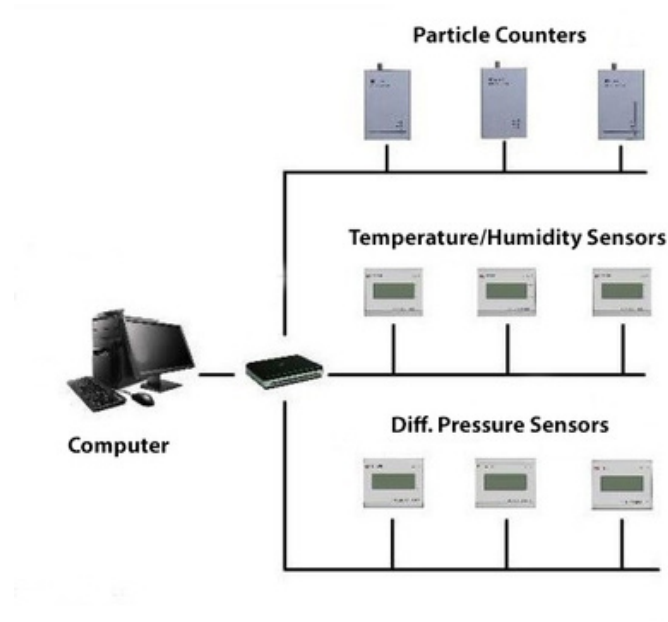 Particle Counters
Temperature/Humidity Sensors
Computer
Diff. Pressure Sensors